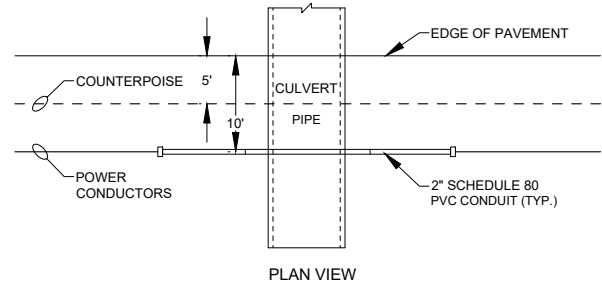 EDGE OF PAVEMENT
COUNTERPOISE
5'
CULVERT
PIPE
10'
POWER
CONDUCTORS
2" SCHEDULE 80
PVC CONDUIT (TYP.)
PLAN VIEW